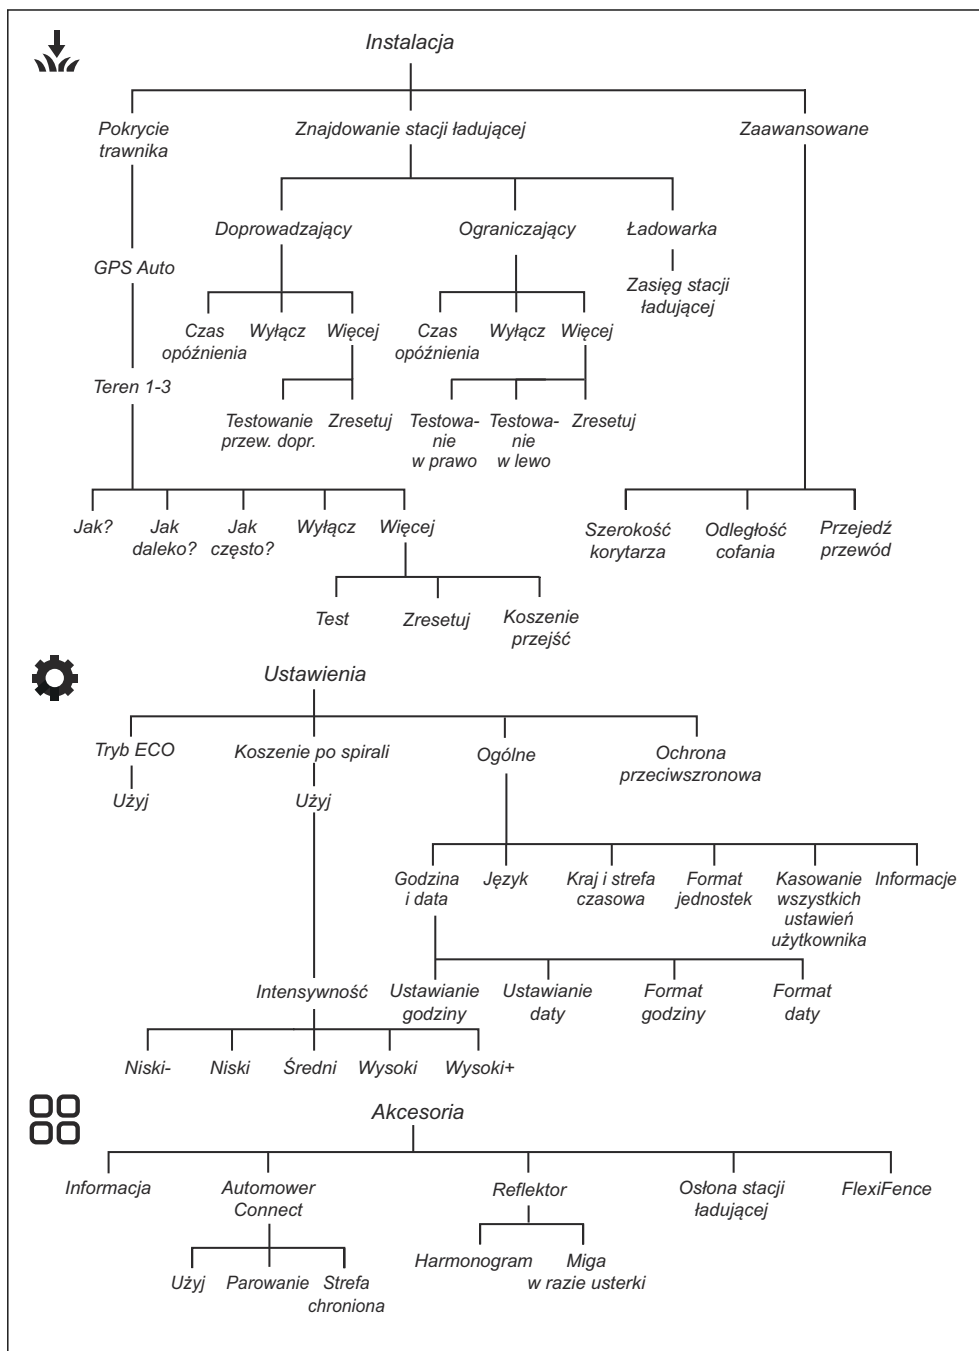 Instalacja
Pokrycie
trawnika
Znajdowanie stacji ładującej
Zaawansowane
Doprowadzający
Ograniczający
Ładowarka
GPS Auto
Zasięg stacji
ładującej
Czas
opóźnienia
Wyłącz
Więcej
Czas
opóźnienia
Wyłącz
Więcej
Teren 1-3
Testowanie
przew. dopr.
Zresetuj
Testowa-
nie
w prawo
Testowa-
nie
w lewo
Zresetuj
Jak?
Jak
daleko?
Jak
często?
Wyłącz
Więcej
Szerokość
korytarza
Odległość
cofania
Przejedź
przewód
Test
Zresetuj
Koszenie
przejść
Ustawienia
Tryb ECO
Koszenie po spirali
Ogólne
Ochrona
przeciwszronowa
Użyj
Użyj
Godzina
i data
Język
Kraj i strefa
czasowa
Format
jednostek
Kasowanie
wszystkich
ustawień
użytkownika
Informacje
Intensywność
Ustawianie
godziny
Ustawianie
daty
Format
godziny
Format
daty
Niski-
Niski
Średni
Wysoki
Wysoki+
Akcesoria
Informacja
Automower
Connect
Reflektor
Osłona stacji
ładującej
FlexiFence
Użyj
Parowanie
Strefa
chroniona
Harmonogram
Miga
w razie usterki